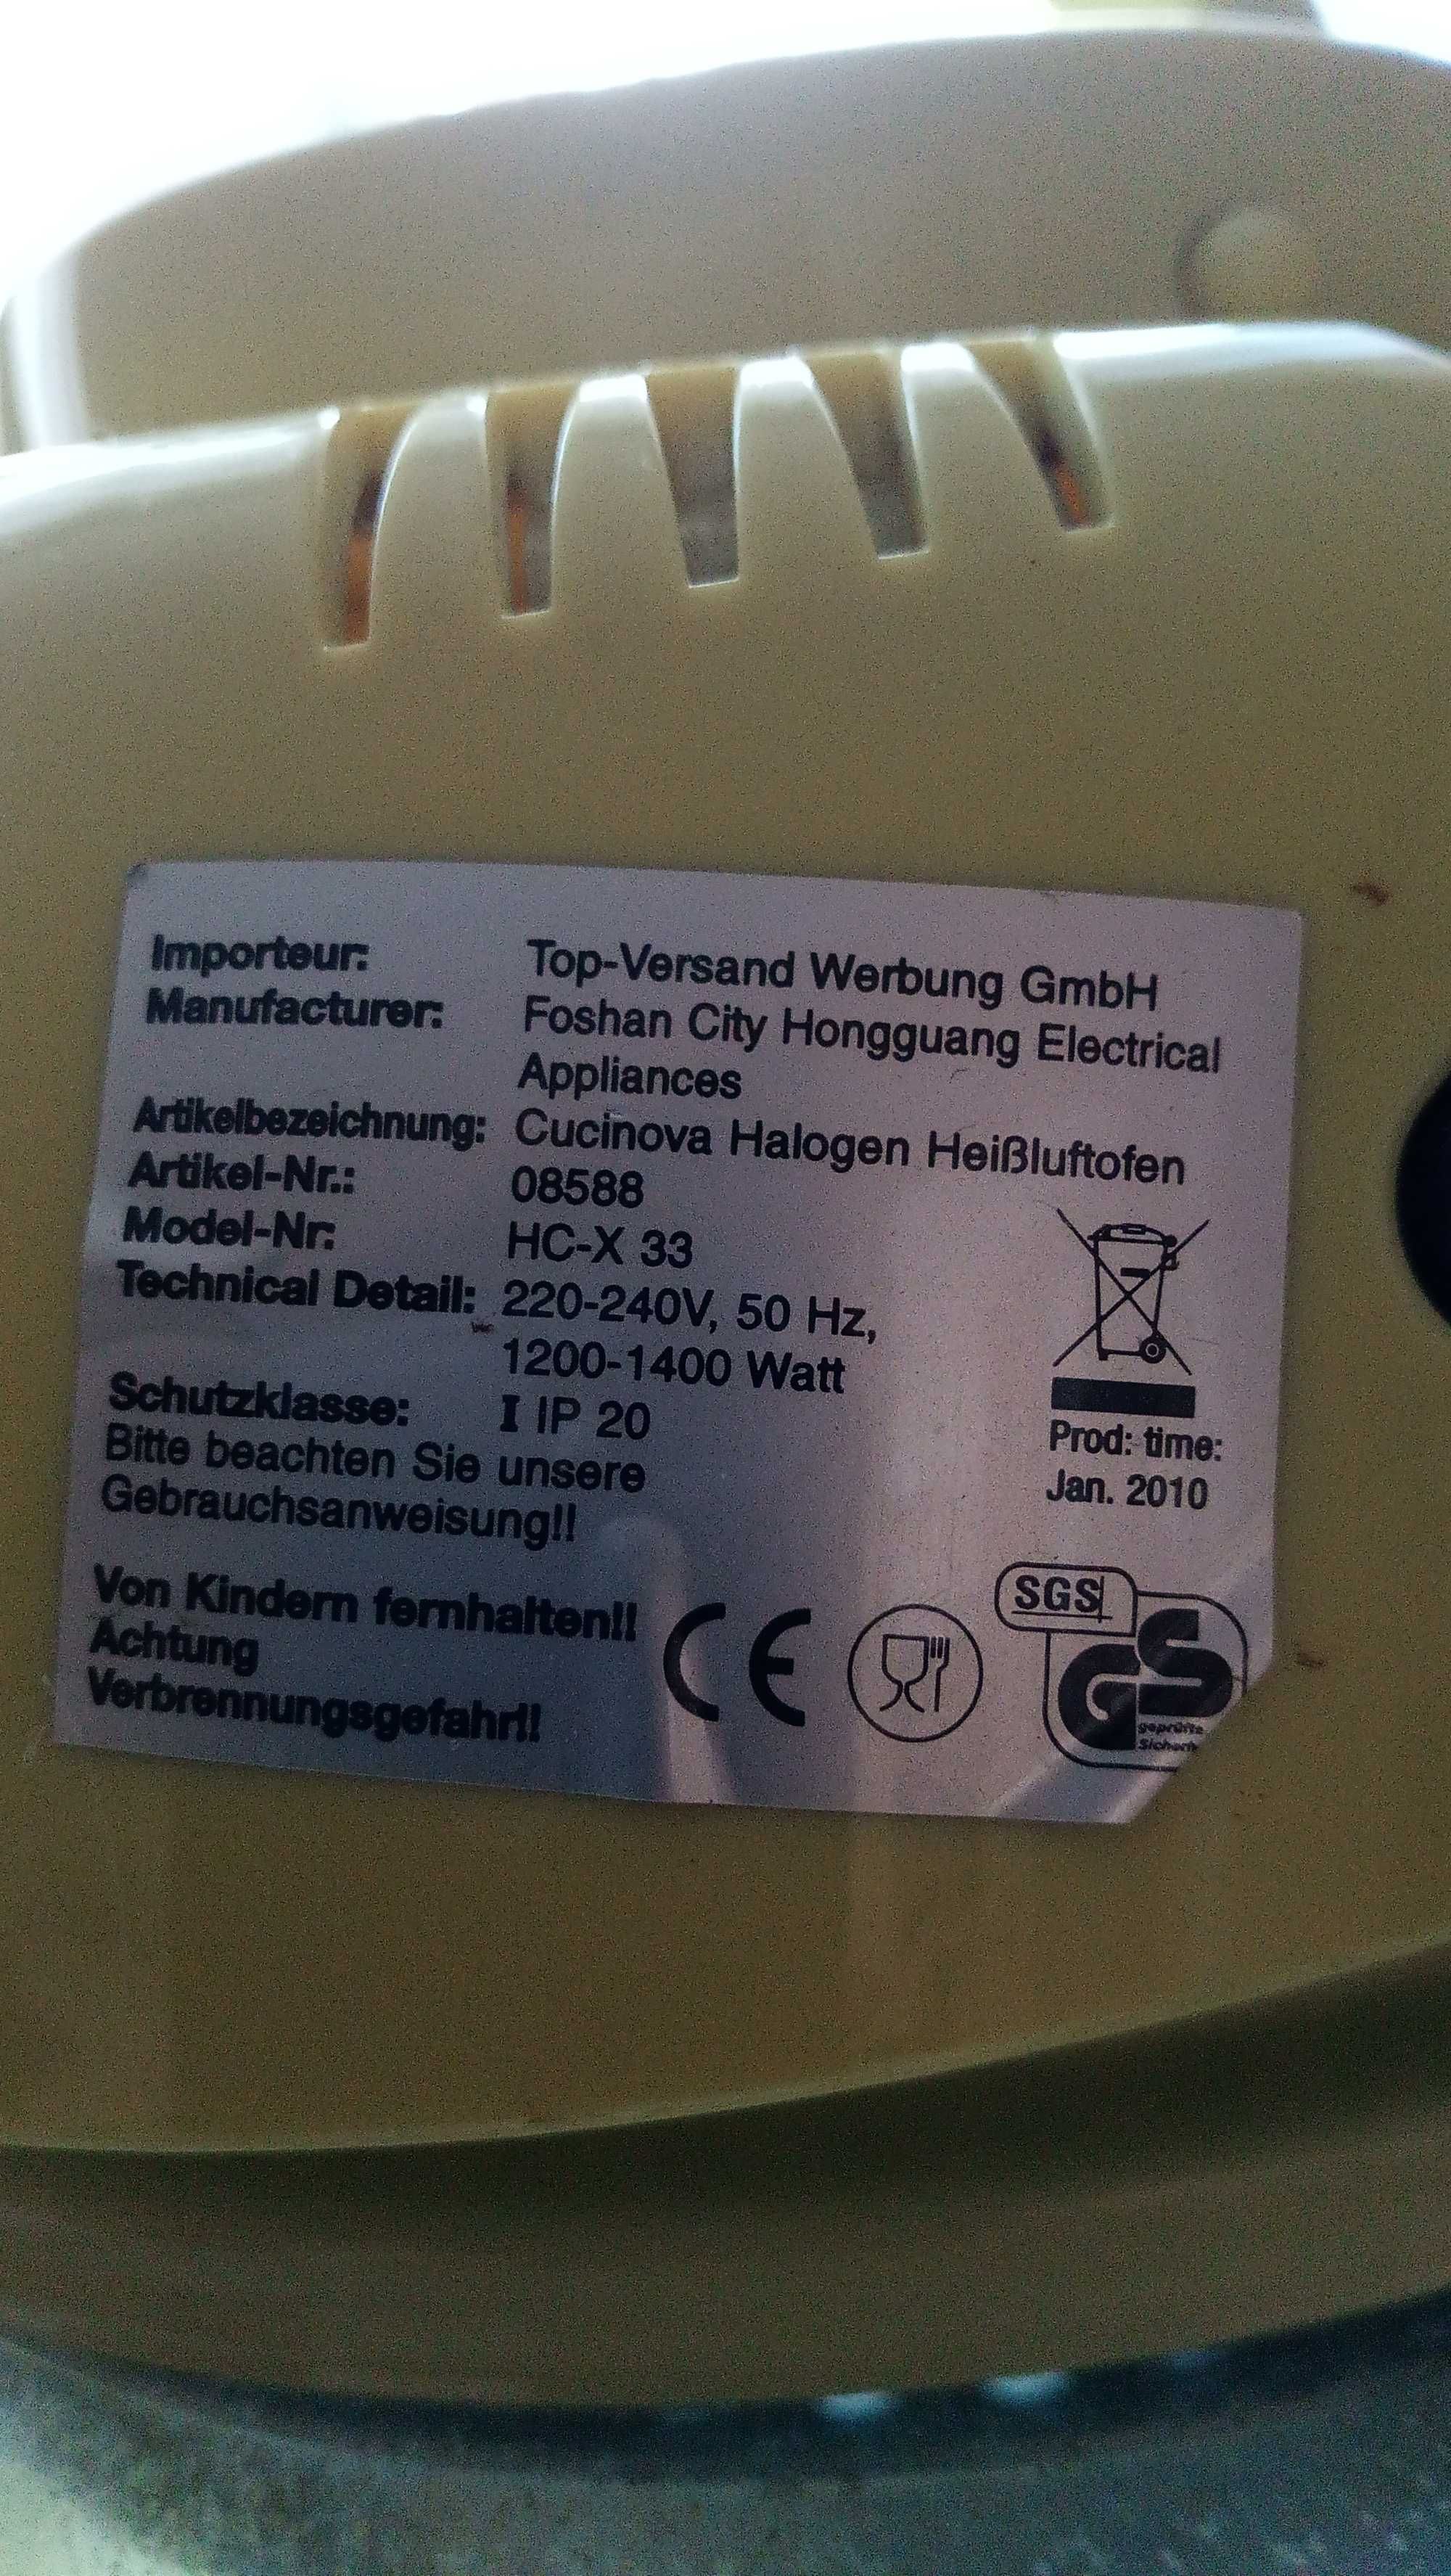 Importeur: Top-Versand Werbung GmbH
Manufacturer: Foshan City Hongguang Electrical
Appliances
Artikelbezeichnung: Cucinova Halogen Heißluftofen
Artikel-Nr.: 08588
Model-Nr: HC-X 33
Technical Detail: 220-240V, 50 Hz,
1200-1400 Watt
Schutzklasse: I IP 20
Bitte beachten Sie unsere
Gebrauchsanweisung!!
Prod: time:
Jan. 2010
Von Kindern fernhalten!!
Achtung
Verbrennungsgefahr!!
CE
SGS
GS
geprüfte
Sicherh